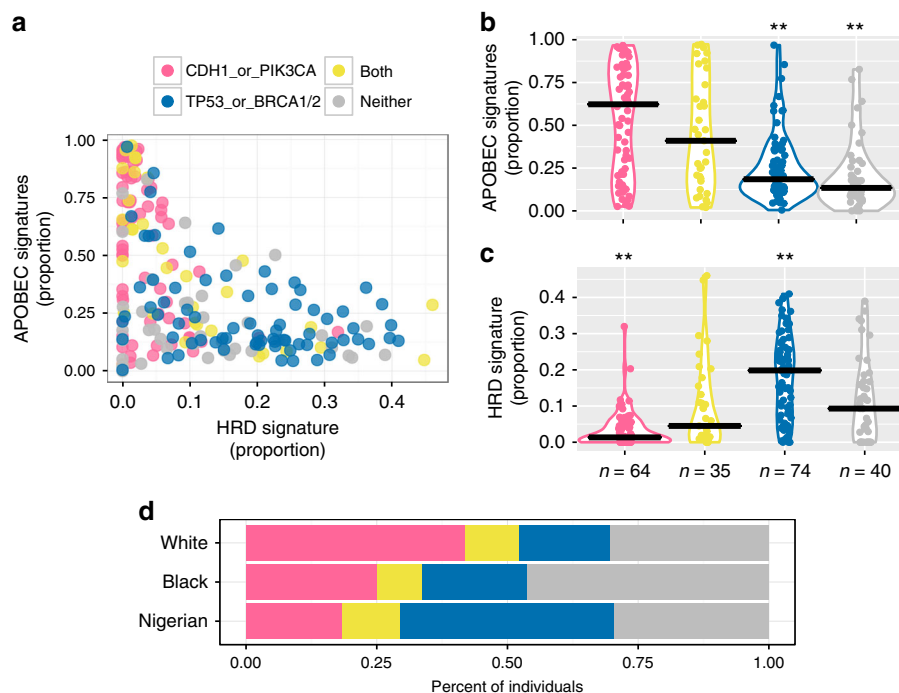 a
CDH1_or_PIK3CA
Both
TP53_or_BRCA1/2
Neither
APOBEC signatures
(proportion)
1.00
0.75
0.50
0.25
0.00
0.0
0.1
0.2
0.3
0.4
HRD signature
(proportion)
b
**
**
APOBEC signatures
(proportion)
1.00
0.75
0.50
0.25
0.00
c
**
**
HRD signature
(proportion)
0.4
0.3
0.2
0.1
0.0
n = 64
n = 35
n = 74
n = 40
d
White
Black
Nigerian
0.00
0.25
0.50
0.75
1.00
Percent of individuals